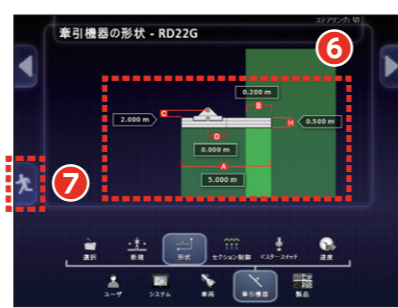 ステアリング: 切
牽引機器の形状 - RD22G
6
0.200 m
B
C
2.000 m
H
0.500 m
D
0.000 m
A
5.000 m
7
選択 新規 形状 セクション制御 マスタースイッチ 速度
ユーザ システム 車両 牽引機器 製品